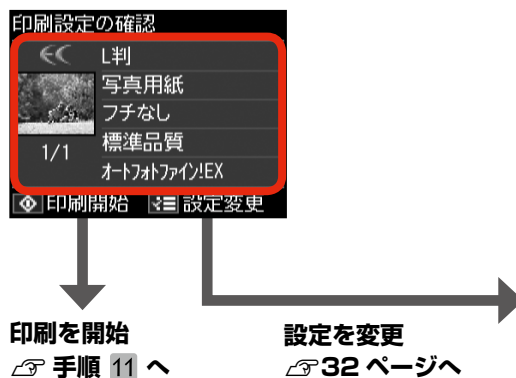 印刷設定の確認
L判
写真用紙
フチなし
1/1
標準品質
オートフォトファイン!EX
印刷開始 設定変更
印刷を開始 設定を変更
手順 11 へ 32 ページへ